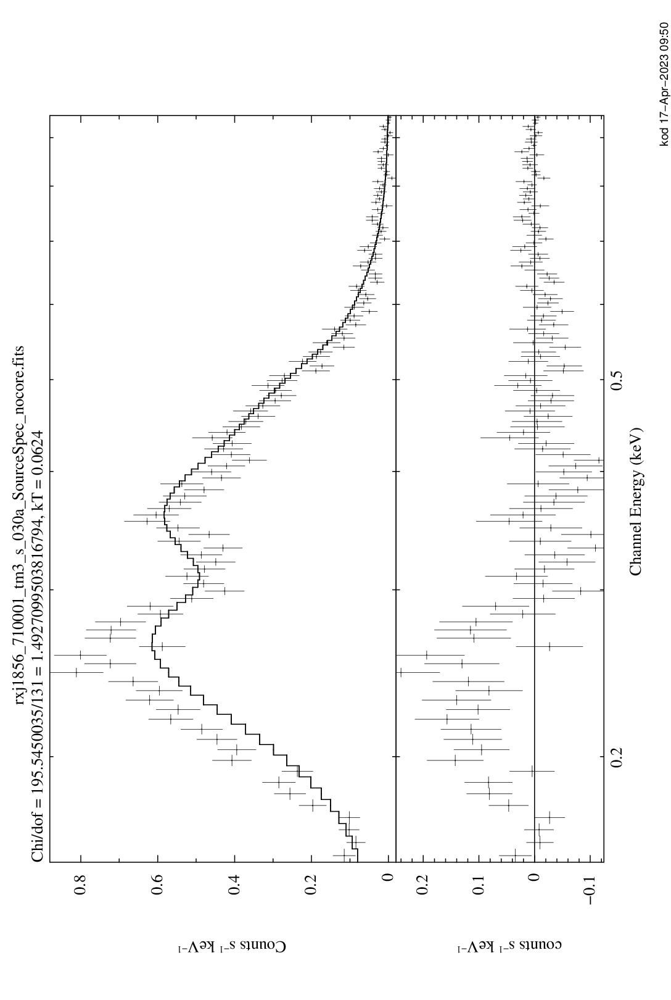 rxj1856_710001_tm3_s_030a_SourceSpec_nocore.fits
Chi/dof = 195.5450035/131 = 1.4927099503816794, kT = 0.0624
Counts s⁻¹ keV⁻¹
0.8
0.6
0.4
0.2
0
counts s⁻¹ keV⁻¹
0.2
0.1
0
−0.1
0.2
0.5
Channel Energy (keV)
kod 17−Apr−2023 09:50